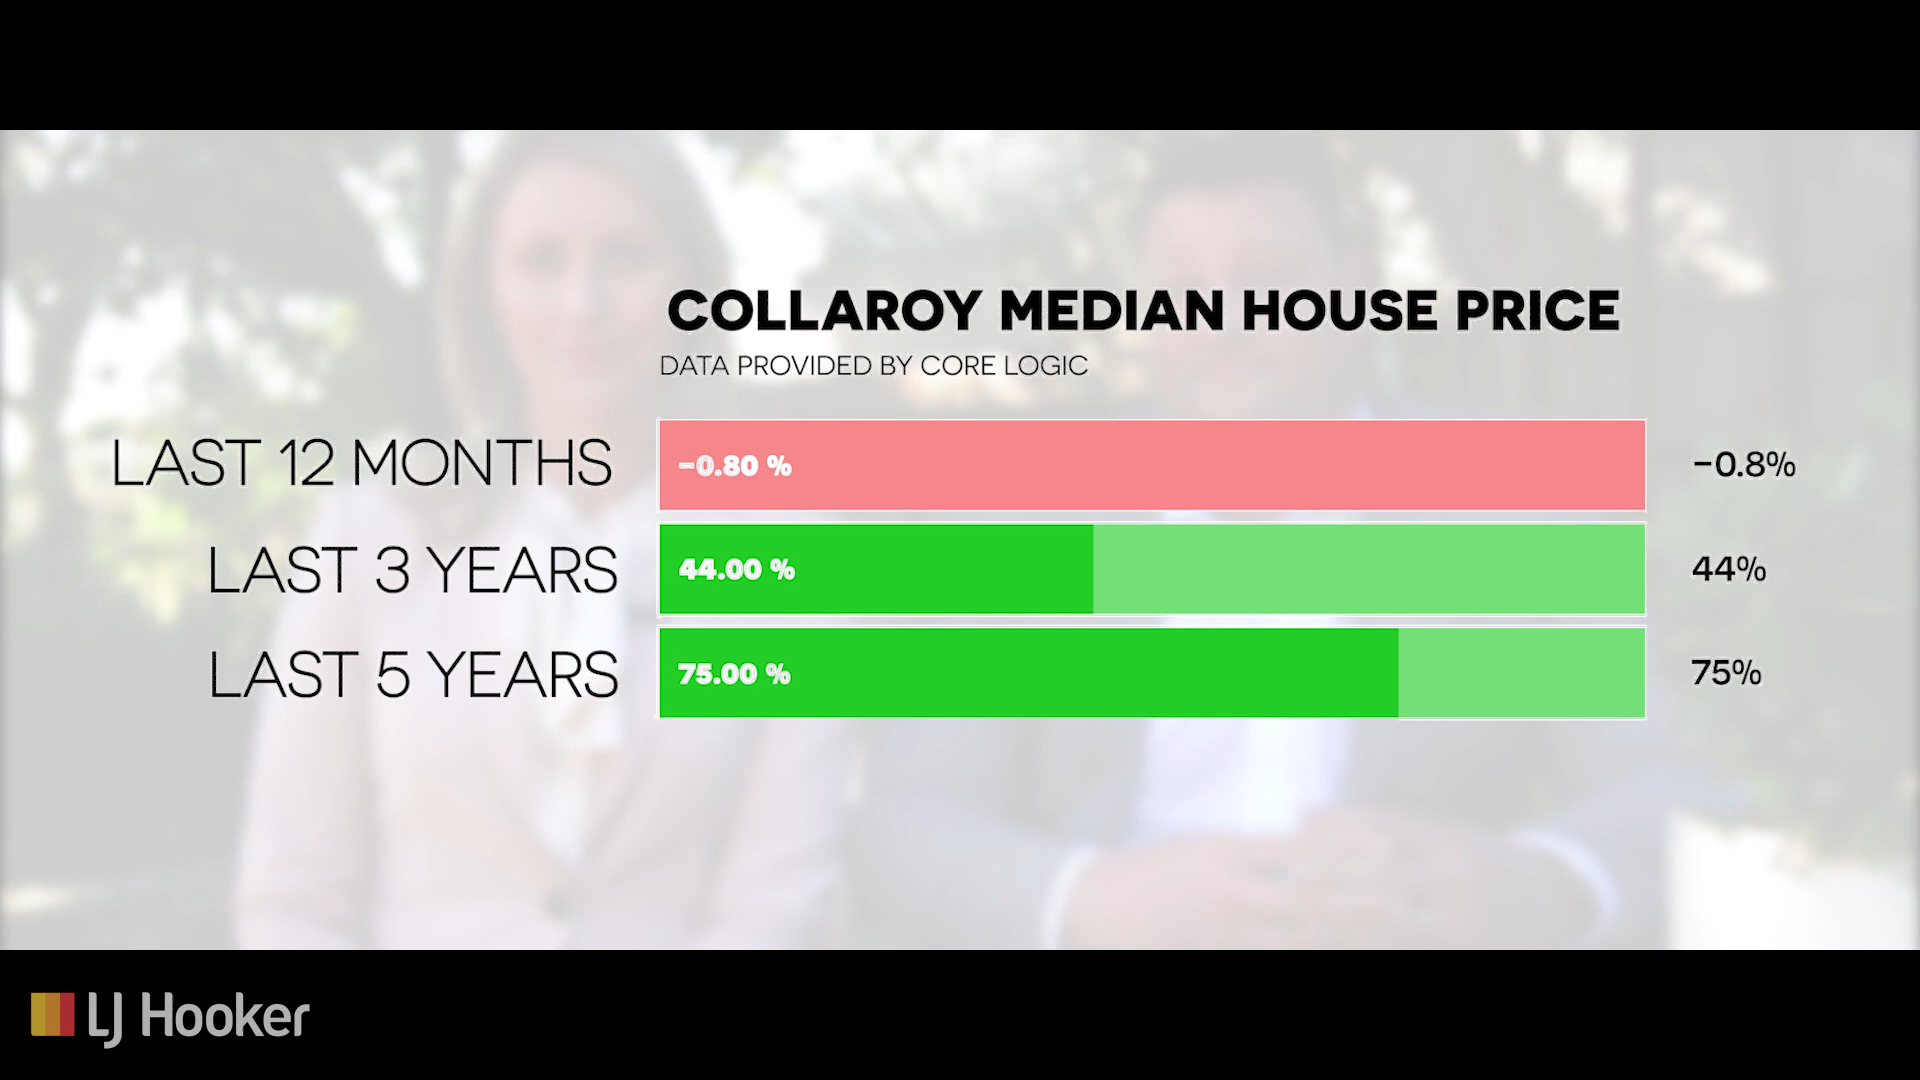 COLLAROY MEDIAN HOUSE PRICE
DATA PROVIDED BY CORE LOGIC
LAST 12 MONTHS -0.80 % -0.8%
LAST 3 YEARS 44.00 % 44%
LAST 5 YEARS 75.00 % 75%
LJ Hooker